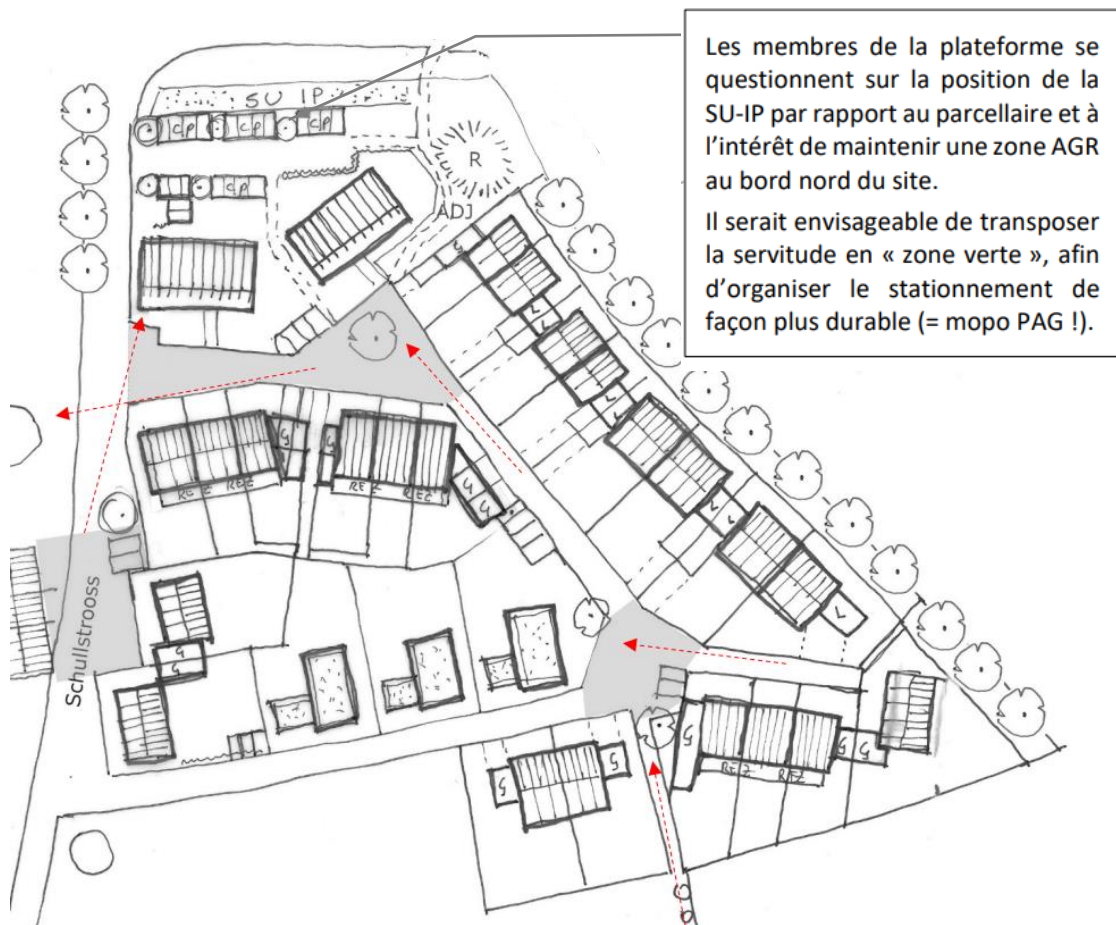 Les membres de la plateforme se
questionnent sur la position de la
SU-IP par rapport au parcellaire et à
l'intérêt de maintenir une zone AGR
au bord nord du site.
Il serait envisageable de transposer
la servitude en « zone verte », afin
d'organiser le stationnement de
façon plus durable (= mopo PAG !).
SU IP
CP CP CP
CP
R
ADJ
L
L
L
L
L
L
L
G G
REZ REZ REZ REZ
G
G
Schullstrooss
G
G
G G
G G G
REZ REZ